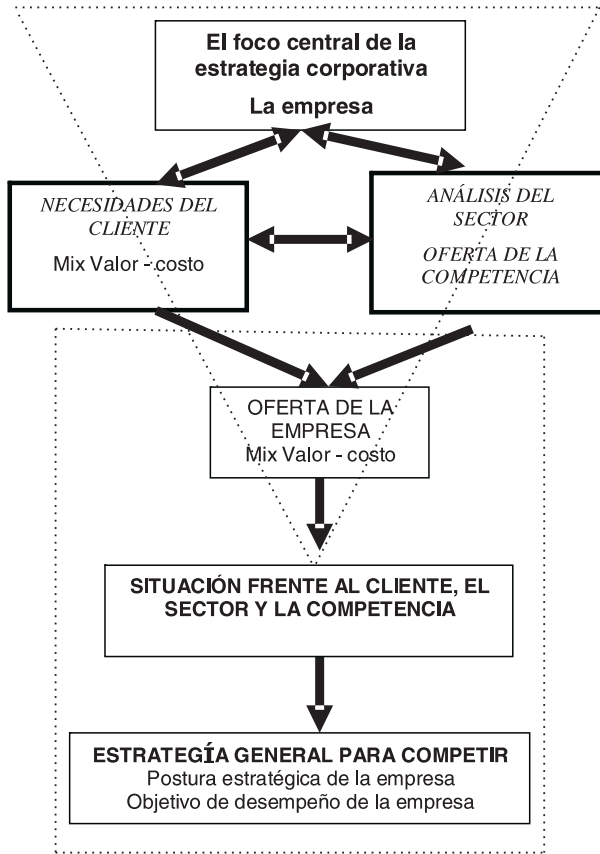 El foco central de la
estrategia corporativa
La empresa
NECESIDADES DEL
CLIENTE
Mix Valor - costo
ANÁLISIS DEL
SECTOR
OFERTA DE LA
COMPETENCIA
OFERTA DE LA
EMPRESA
Mix Valor - costo
SITUACIÓN FRENTE AL CLIENTE, EL
SECTOR Y LA COMPETENCIA
ESTRATEGÍA GENERAL PARA COMPETIR
Postura estratégica de la empresa
Objetivo de desempeño de la empresa